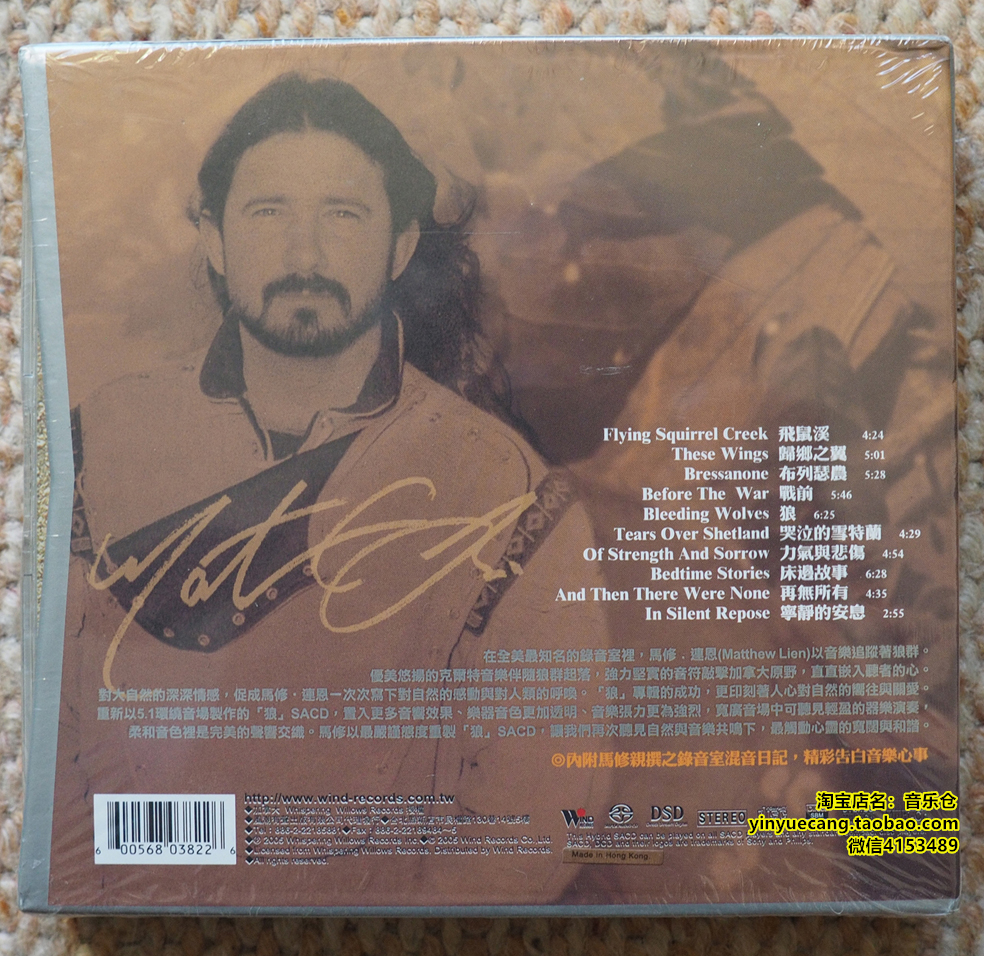 Flying Squirrel Creek 飛鼠溪 4:24
These Wings 歸鄉之翼 5:01
Bressanone 布列瑟農 5:28
Before The War 戰前 5:46
Bleeding Wolves 狼 6:25
Tears Over Shetland 哭泣的雪特蘭 4:29
Of Strength And Sorrow 力氣與悲傷 4:54
Bedtime Stories 床邊故事 6:28
And Then There Were None 再無所有 4:35
In Silent Repose 寧靜的安息 2:55
在全美最知名的錄音室裡，馬修．連恩(Matthew Lien)以音樂追蹤著狼群。
優美悠揚的克爾特音樂伴隨狼群起落，強力堅實的音符敲擊加拿大原野，直直嵌入聽者的心。
對大自然的深深情感，促成馬修．連恩一次次寫下對自然的感動與對人類的呼喚。「狼」專輯的成功，更印刻著人心對自然的嚮往與關愛。
重新以5.1環繞音場製作的「狼」SACD，置入更多音響效果、樂器音色更加透明、音樂張力更為強烈，寬廣音場中可聽見輕盈的器樂演奏，
柔和音色裡是完美的聲響交織。馬修以最嚴謹態度重製「狼」SACD，讓我們再次聽見自然與音樂共鳴下，最觸動心靈的寬闊與和諧。
◎內附馬修親撰之錄音室混音日記，精彩告白音樂心事
http://www.wind-records.com.tw
Whispering Willows Records
© 2005 Whispering Willows Records Inc. ◆℗ 2005 Wind Records Co., Ltd.
◆Licensed from Whispering Willows Records. Distributed by Wind Records.
◆All rights reserved.
6 00568 03822 6
Wind
DSD
STEREO
SACD, DSD and their logos are trademarks of Sony and Philips.
Made in Hong Kong.
淘宝店名：音乐仓
yinyuecang.taobao.com
微信4153489